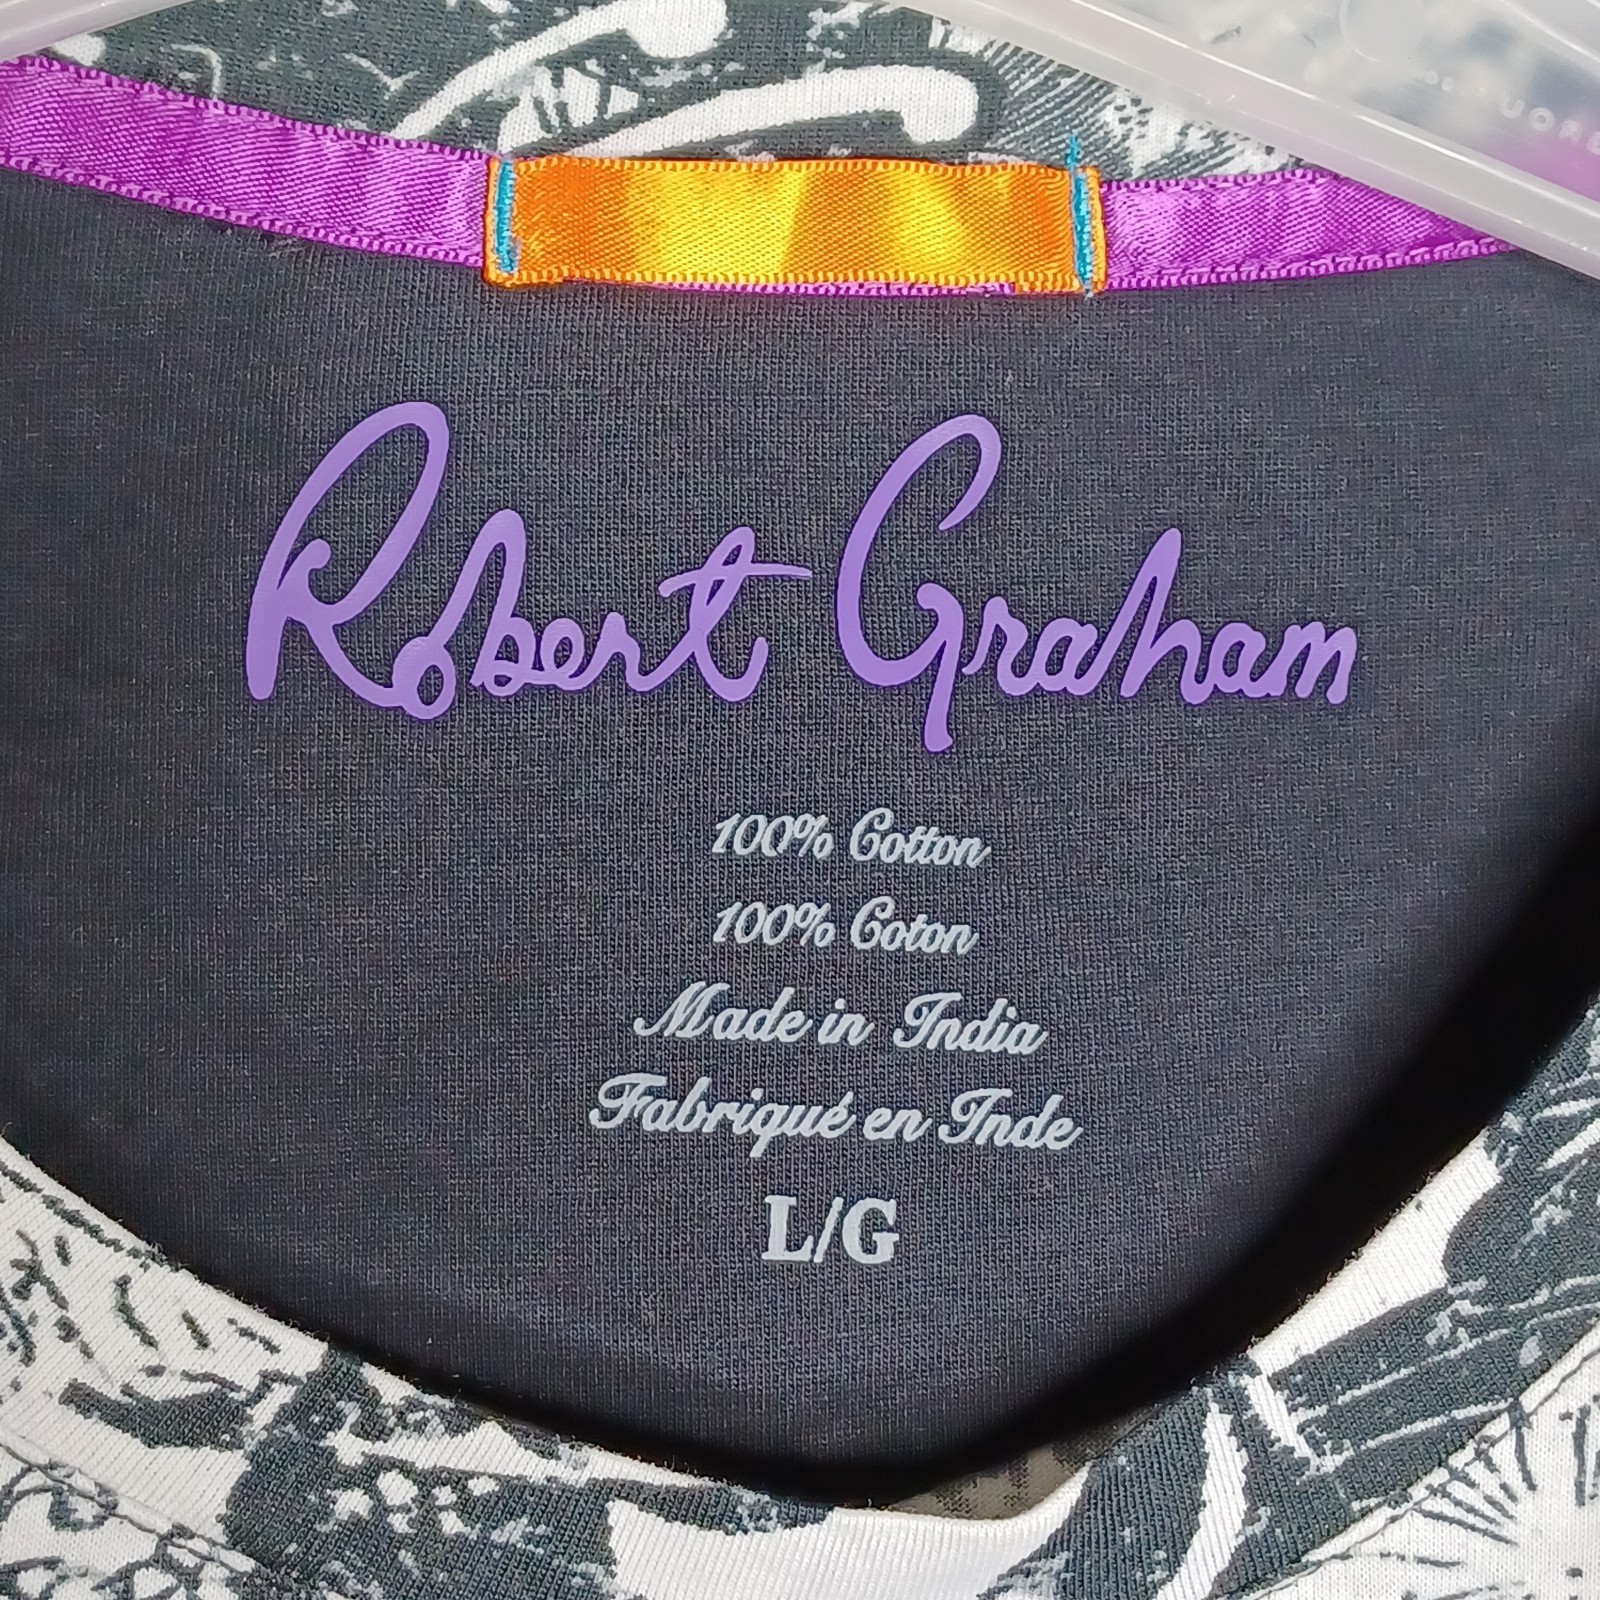 Robert Graham
100% Cotton
100% Coton
Made in India
Fabriqué en Inde
L/G